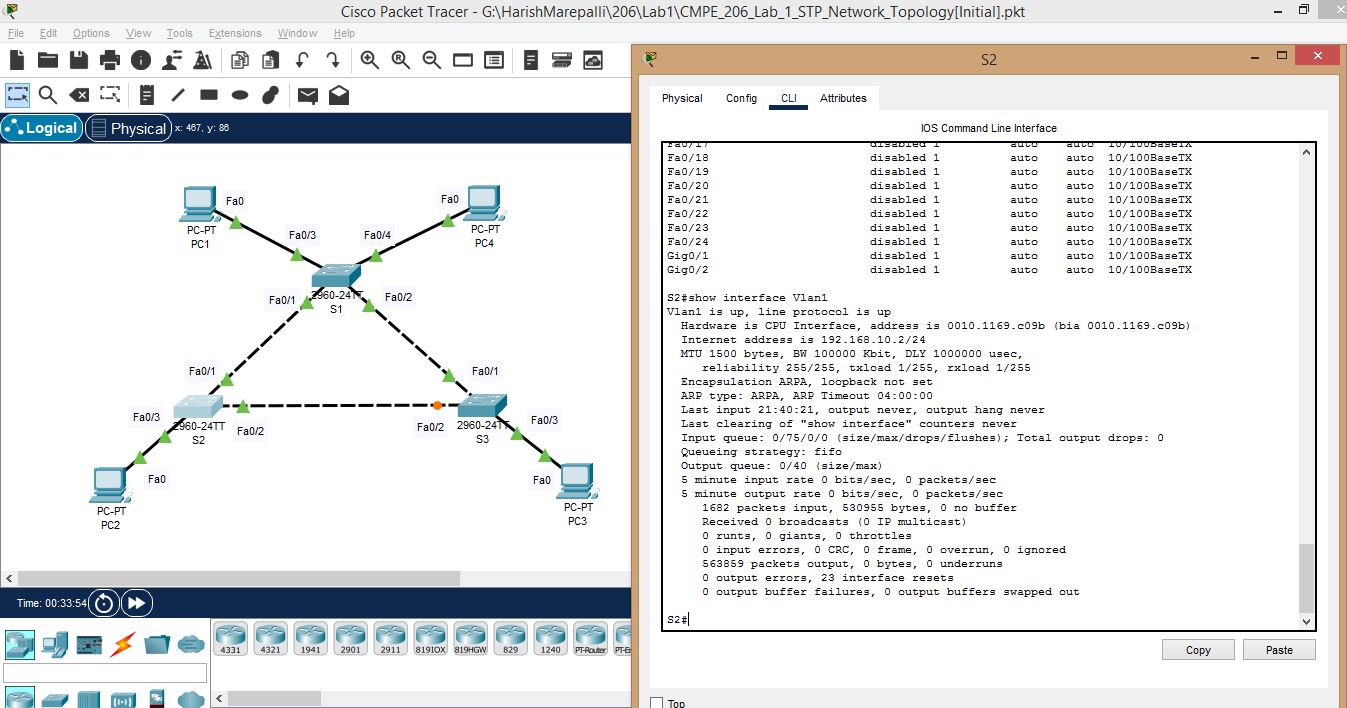 Cisco Packet Tracer - G:\HarishMarepalli\206\Lab1\CMPE_206_Lab_1_STP_Network_Topology[Initial].pkt
File Edit Options View Tools Extensions Window Help
Logical Physical x: 467, y: 86
Fa0
PC-PT
PC1
Fa0
PC-PT
PC4
Fa0/3
Fa0/4
Fa0/1
2960-24TT
Fa0/2
S1
Fa0/1
Fa0/1
Fa0/3
2960-24TT
S2
Fa0/2
Fa0/2
2960-24TT
S3
Fa0/3
Fa0
PC-PT
PC2
Fa0
PC-PT
PC3
Time: 00:33:54
4331 4321 1941 2901 2911 819IOX 819HGW 829 1240 PT-Router PT-Em
S2
Physical Config CLI Attributes
IOS Command Line Interface
Fa0/17 disabled 1 auto auto 10/100BaseTX
Fa0/18 disabled 1 auto auto 10/100BaseTX
Fa0/19 disabled 1 auto auto 10/100BaseTX
Fa0/20 disabled 1 auto auto 10/100BaseTX
Fa0/21 disabled 1 auto auto 10/100BaseTX
Fa0/22 disabled 1 auto auto 10/100BaseTX
Fa0/23 disabled 1 auto auto 10/100BaseTX
Fa0/24 disabled 1 auto auto 10/100BaseTX
Gig0/1 disabled 1 auto auto 10/100BaseTX
Gig0/2 disabled 1 auto auto 10/100BaseTX
S2#show interface Vlan1
Vlan1 is up, line protocol is up
Hardware is CPU Interface, address is 0010.1169.c09b (bia 0010.1169.c09b)
Internet address is 192.168.10.2/24
MTU 1500 bytes, BW 100000 Kbit, DLY 1000000 usec,
reliability 255/255, txload 1/255, rxload 1/255
Encapsulation ARPA, loopback not set
ARP type: ARPA, ARP Timeout 04:00:00
Last input 21:40:21, output never, output hang never
Last clearing of "show interface" counters never
Input queue: 0/75/0/0 (size/max/drops/flushes); Total output drops: 0
Queueing strategy: fifo
Output queue: 0/40 (size/max)
5 minute input rate 0 bits/sec, 0 packets/sec
5 minute output rate 0 bits/sec, 0 packets/sec
1682 packets input, 530955 bytes, 0 no buffer
Received 0 broadcasts (0 IP multicast)
0 runts, 0 giants, 0 throttles
0 input errors, 0 CRC, 0 frame, 0 overrun, 0 ignored
563859 packets output, 0 bytes, 0 underruns
0 output errors, 23 interface resets
0 output buffer failures, 0 output buffers swapped out
S2#
Copy Paste
Top